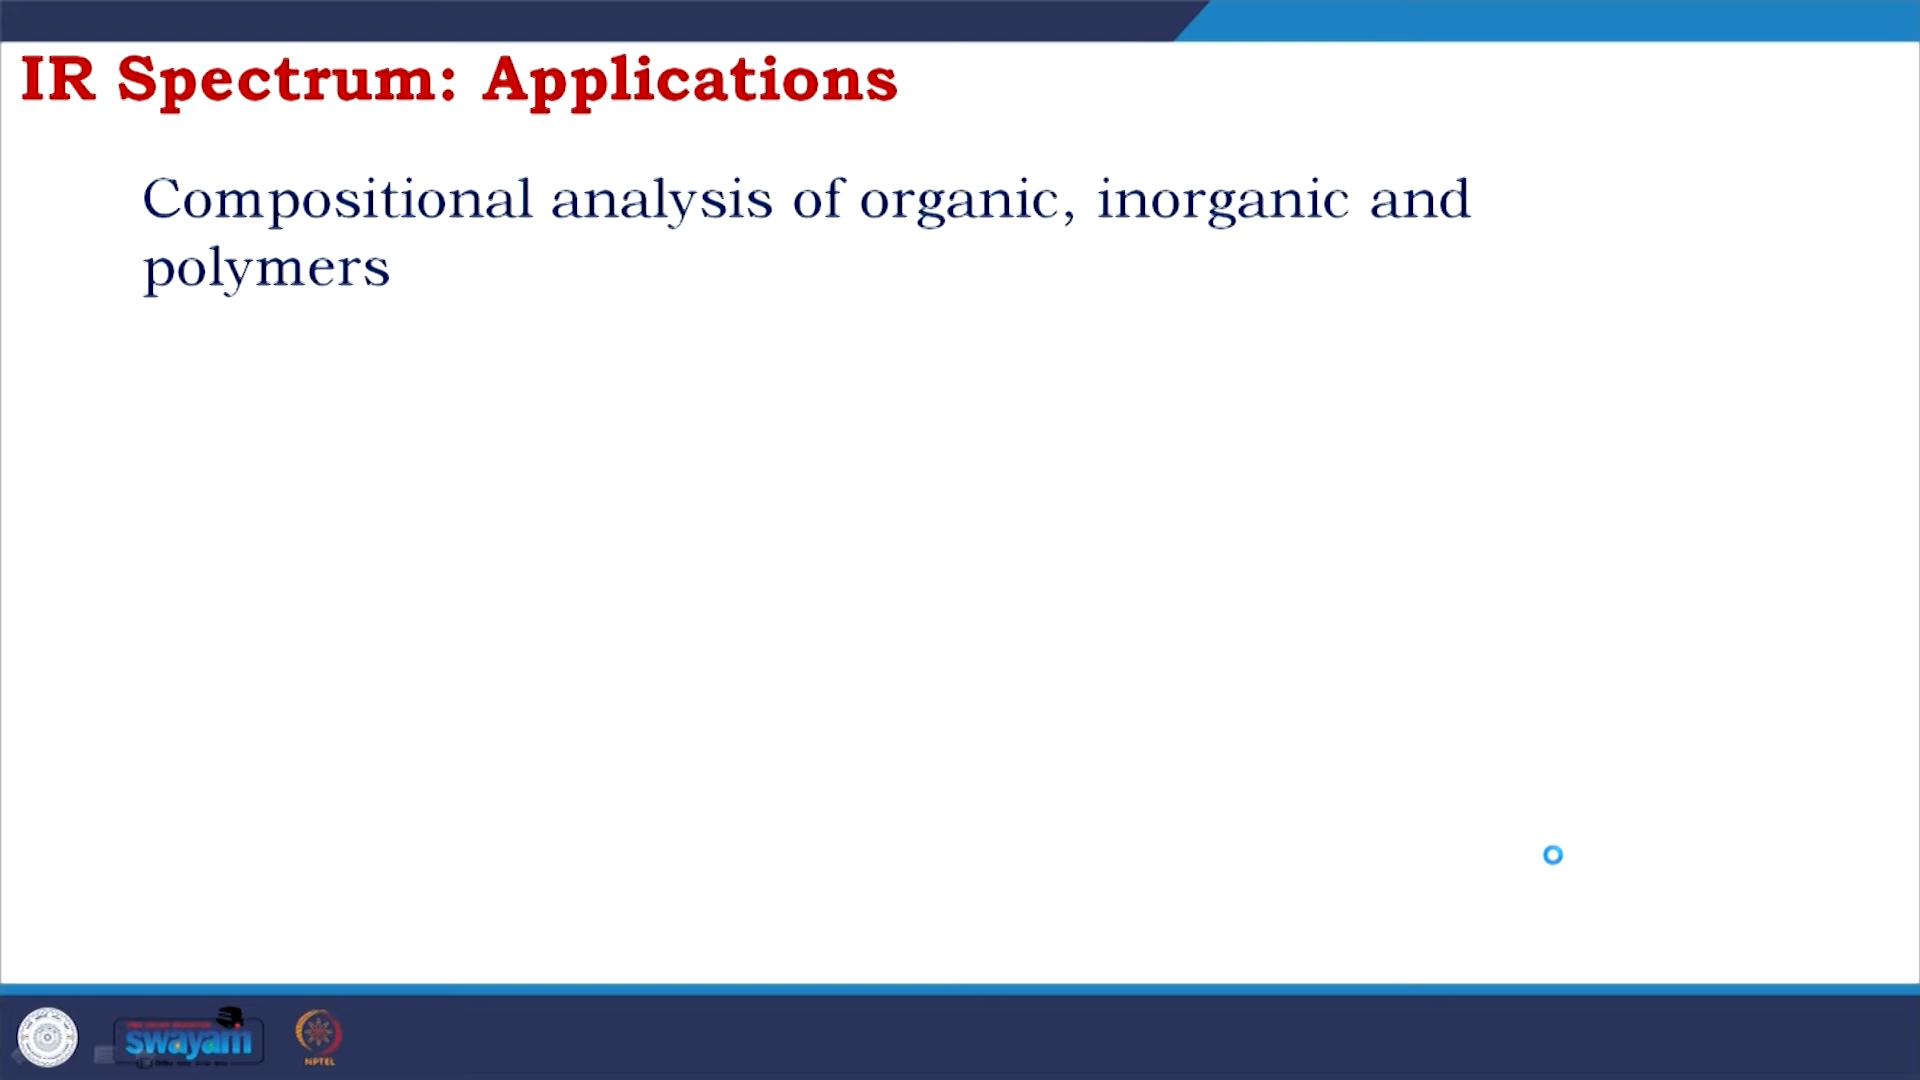 IR Spectrum: Applications
Compositional analysis of organic, inorganic and
polymers
swayam
NPTEL